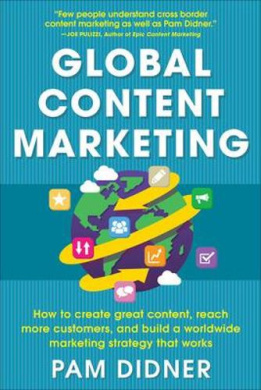 "Few people understand cross border
content marketing as well as Pam Didner."
—JOE PULIZZI, Author of Epic Content Marketing
GLOBAL
CONTENT
MARKETING
How to create great content, reach
more customers, and build a worldwide
marketing strategy that works
PAM DIDNER